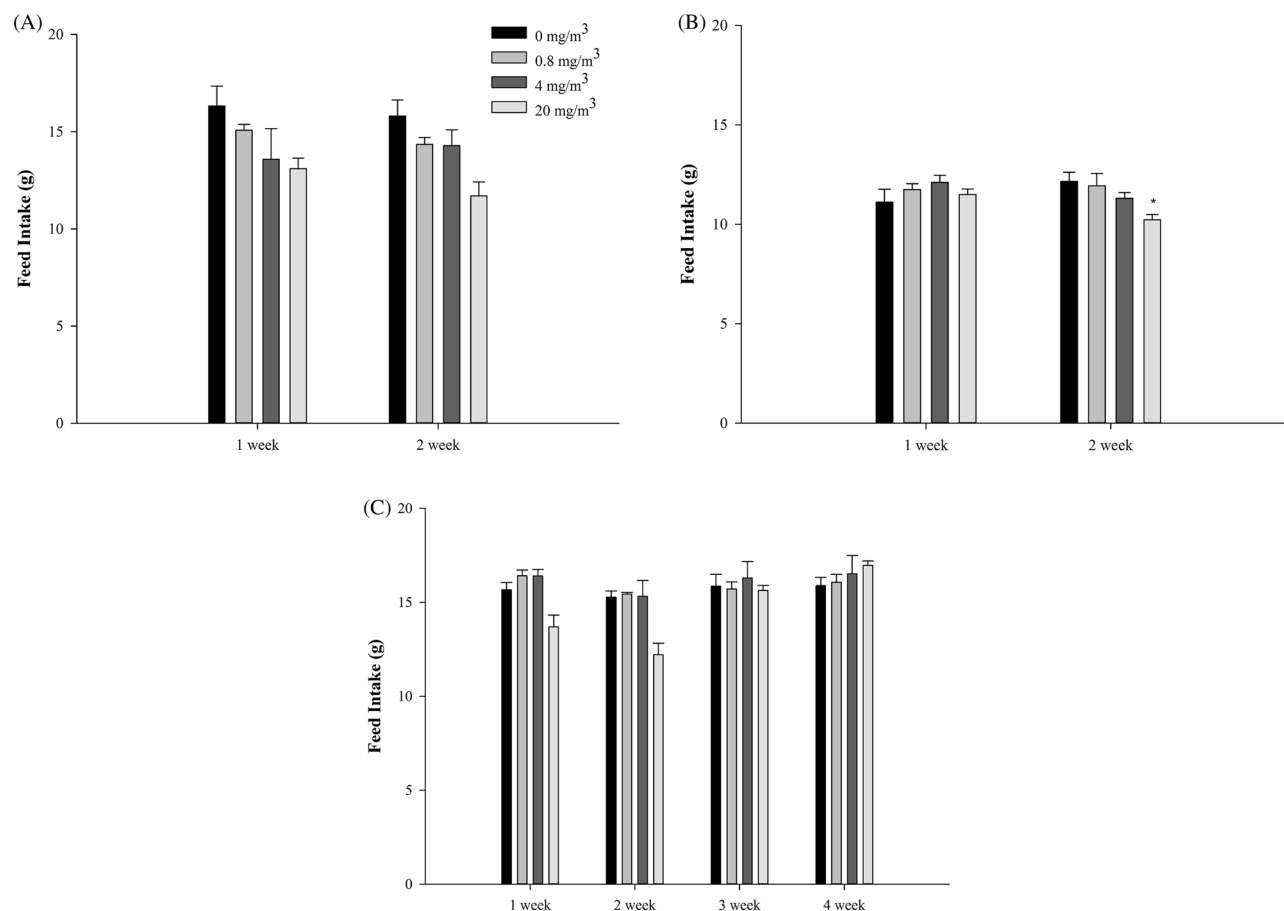 (A)
20
15
10
5
0
Feed Intake (g)
0 mg/m³
0.8 mg/m³
4 mg/m³
20 mg/m³
1 week
2 week
(B)
20
15
10
5
0
Feed Intake (g)
*
1 week
2 week
(C)
20
15
10
5
0
Feed Intake (g)
1 week
2 week
3 week
4 week